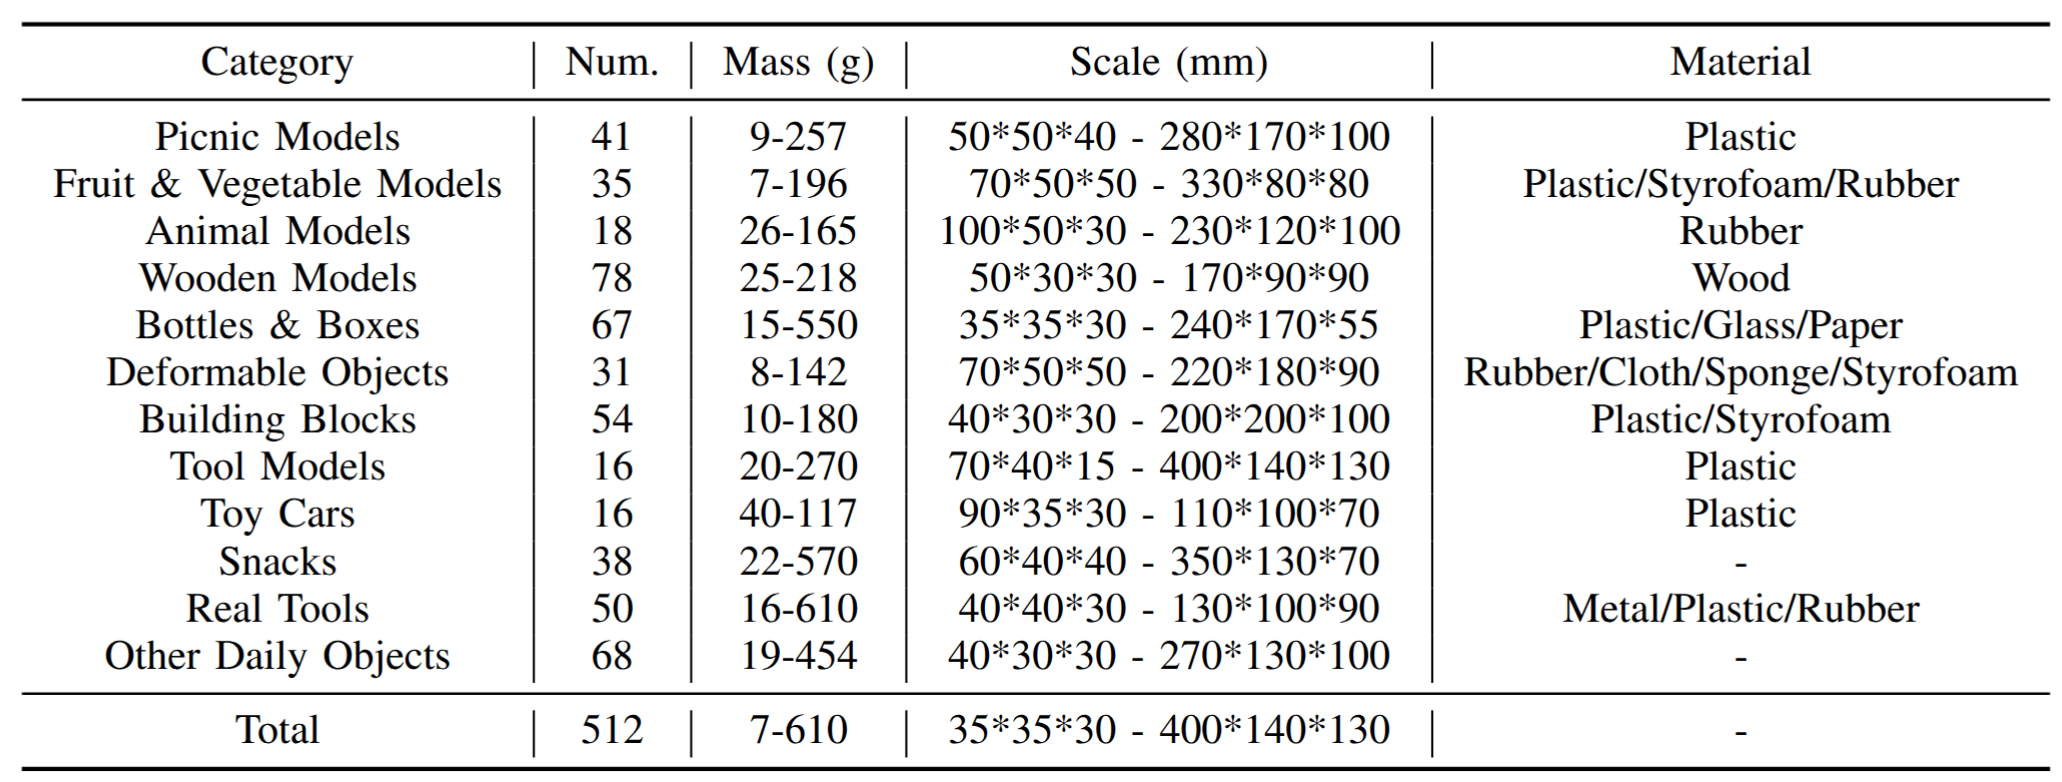 Category Num. Mass (g) Scale (mm) Material
Picnic Models 41 9-257 50*50*40 - 280*170*100 Plastic
Fruit & Vegetable Models 35 7-196 70*50*50 - 330*80*80 Plastic/Styrofoam/Rubber
Animal Models 18 26-165 100*50*30 - 230*120*100 Rubber
Wooden Models 78 25-218 50*30*30 - 170*90*90 Wood
Bottles & Boxes 67 15-550 35*35*30 - 240*170*55 Plastic/Glass/Paper
Deformable Objects 31 8-142 70*50*50 - 220*180*90 Rubber/Cloth/Sponge/Styrofoam
Building Blocks 54 10-180 40*30*30 - 200*200*100 Plastic/Styrofoam
Tool Models 16 20-270 70*40*15 - 400*140*130 Plastic
Toy Cars 16 40-117 90*35*30 - 110*100*70 Plastic
Snacks 38 22-570 60*40*40 - 350*130*70 -
Real Tools 50 16-610 40*40*30 - 130*100*90 Metal/Plastic/Rubber
Other Daily Objects 68 19-454 40*30*30 - 270*130*100 -
Total 512 7-610 35*35*30 - 400*140*130 -